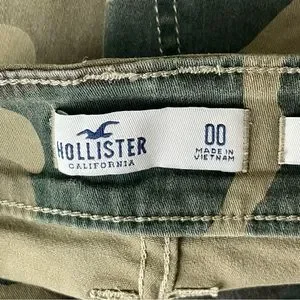 HOLLISTER
CALIFORNIA
00
MADE IN
VIETNAM